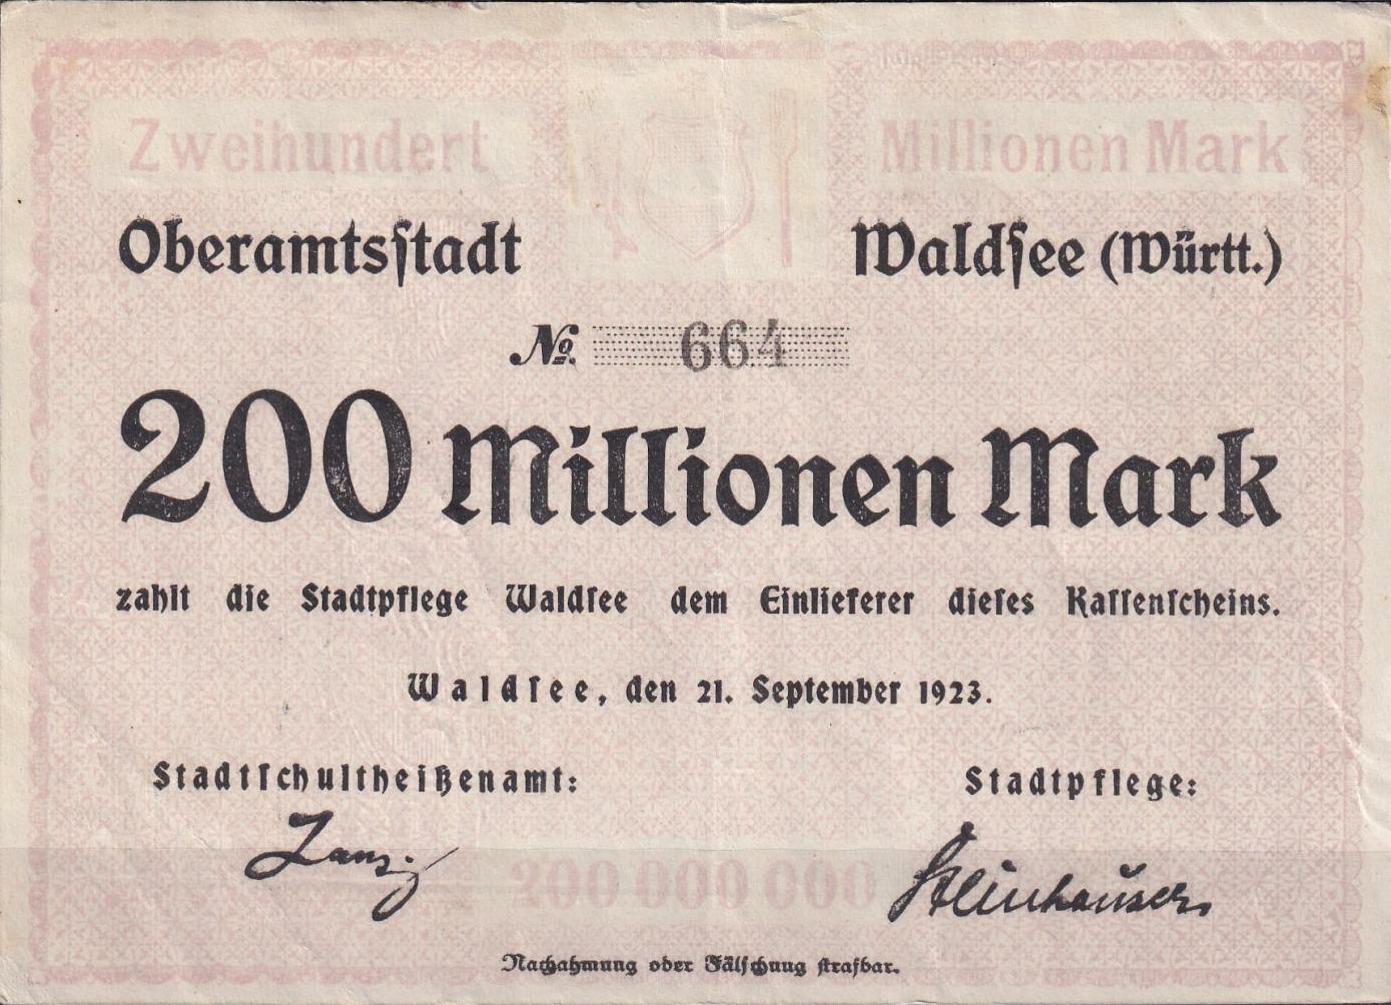 Zweihundert Millionen Mark
Oberamtsstadt Waldsee (Württ.)
No. 664
200 Millionen Mark
zahlt die Stadtpflege Waldsee dem Einlieferer dieses Kassenscheins.
Waldsee, den 21. September 1923.
Stadtschultheißenamt: Stadtpflege:
Steinhauser
200 000 000
Nachahmung oder Fälschung strafbar.